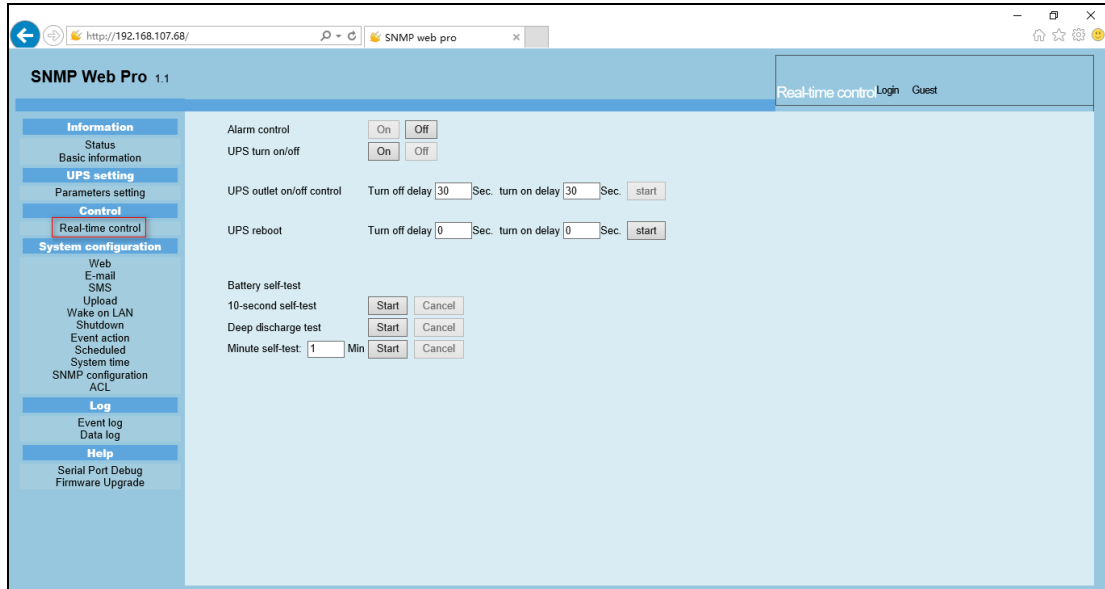 http://192.168.107.68/
SNMP web pro
SNMP Web Pro 1.1
Real-time control Login Guest
Information
Status
Basic information
UPS setting
Parameters setting
Control
Real-time control
System configuration
Web
E-mail
SMS
Upload
Wake on LAN
Shutdown
Event action
Scheduled
System time
SNMP configuration
ACL
Log
Event log
Data log
Help
Serial Port Debug
Firmware Upgrade
Alarm control On Off
UPS turn on/off On Off
UPS outlet on/off control Turn off delay 30 Sec. turn on delay 30 Sec. start
UPS reboot Turn off delay 0 Sec. turn on delay 0 Sec. start
Battery self-test
10-second self-test Start Cancel
Deep discharge test Start Cancel
Minute self-test: 1 Min Start Cancel